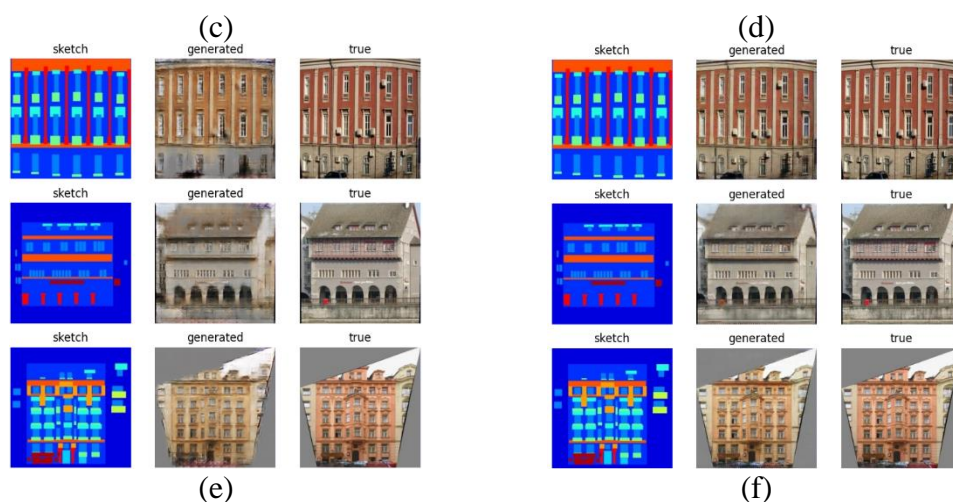 (c) (d)
sketch generated true sketch generated true
sketch generated true sketch generated true
sketch generated true sketch generated true
(e) (f)